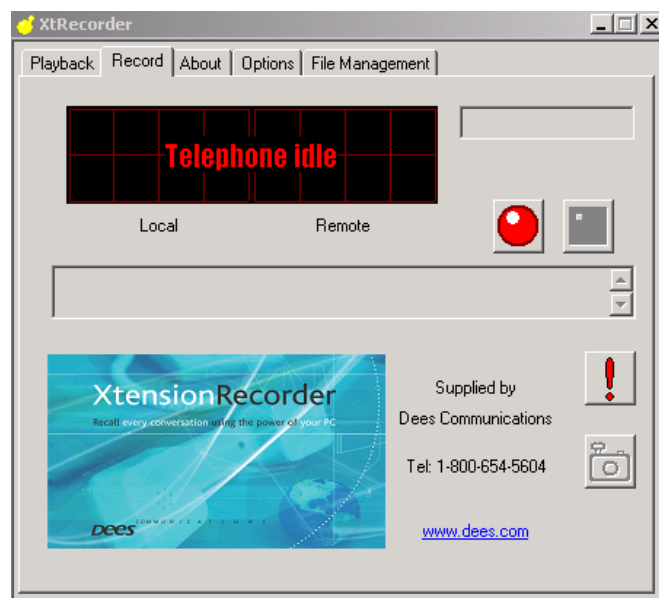 XtRecorder
Playback Record About Options File Management
Telephone idle
Local Remote
XtensionRecorder
Recall every conversation using the power of your PC
Dees COMMUNICATIONS
Supplied by
Dees Communications
Tel: 1-800-654-5604
www.dees.com